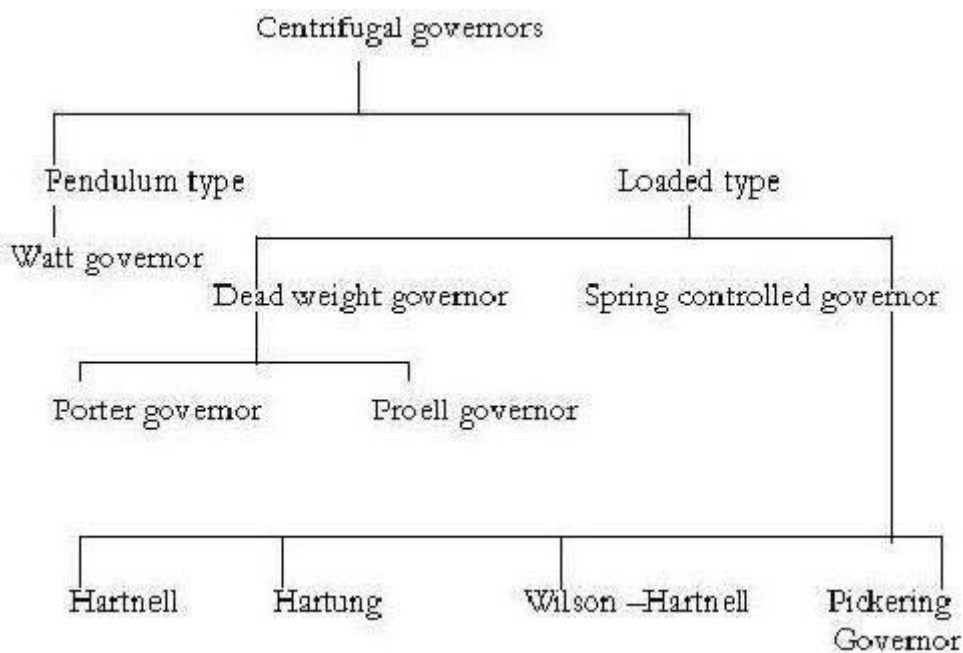 Centrifugal governors
Pendulum type
Loaded type
Watt governor
Dead weight governor
Spring controlled governor
Porter governor
Proell governor
Hartnell
Hartung
Wilson –Hartnell
Pickering
Governor